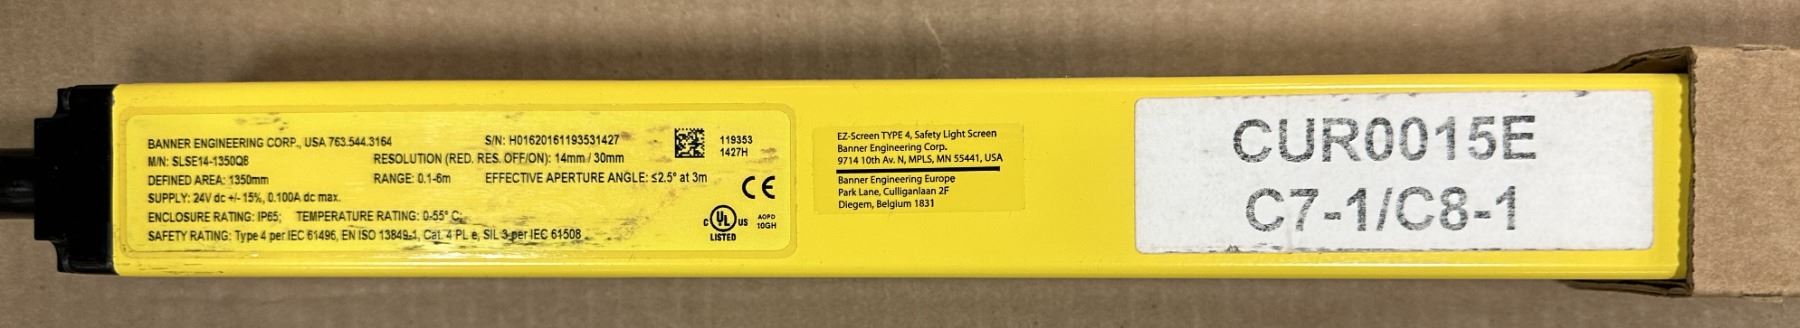 BANNER ENGINEERING CORP., USA 763.544.3164
S/N: H01620161193531427
M/N: SLSE14-1350Q8
RESOLUTION (RED. RES. OFF/ON): 14mm / 30mm
DEFINED AREA: 1350mm
RANGE: 0.1-6m
EFFECTIVE APERTURE ANGLE: ≤2.5° at 3m
SUPPLY: 24V dc +/- 15%, 0.100A dc max.
ENCLOSURE RATING: IP65; TEMPERATURE RATING: 0-55° C;
SAFETY RATING: Type 4 per IEC 61496, EN ISO 13849-1, Cat. 4 PL e, SIL 3 per IEC 61508
119353
1427H
CE
C UL US
LISTED
AOPD
10GH
EZ-Screen TYPE 4, Safety Light Screen
Banner Engineering Corp.
9714 10th Av. N, MPLS, MN 55441, USA
Banner Engineering Europe
Park Lane, Culliganlaan 2F
Diegem, Belgium 1831
CUR0015E
C7-1/C8-1